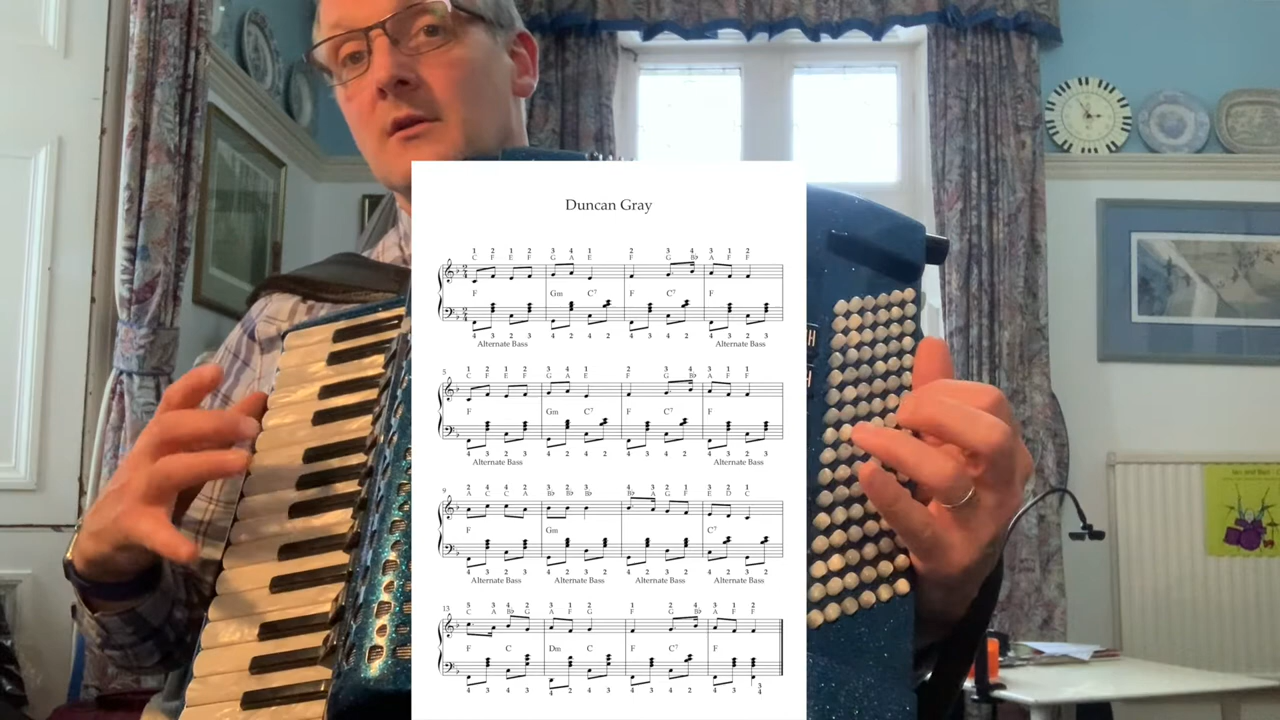 Duncan Gray
1 2 1 2 3 4 1 2 3 4 3 1 2
C F E F G A E F G B♭ A F F
F Gm C7 F C7 F
4 3 2 3 4 2 4 2 4 3 4 2 4 3 2 3
Alternate Bass Alternate Bass
5
1 2 1 2 3 4 1 2 3 4 3 1 1
C F E F G A E F G B♭ A F F
F Gm C7 F C7 F
4 3 2 3 4 2 4 2 4 3 4 2 4 3 2 3
Alternate Bass Alternate Bass
9
2 4 4 2 3 2 3 4 3 2 1 3 2 1
A C C A B♭ B♭ B♭ B♭ A G F E D C
F Gm C7
4 3 2 3 4 2 3 2 4 2 3 2 4 2 3 2
Alternate Bass Alternate Bass Alternate Bass Alternate Bass
13
5 3 4 2 3 1 2 1 2 4 3 1 2
C A B♭ G A F G F G B♭ A F F
F C Dm C F C7 F
4 3 4 3 4 2 4 3 4 3 4 2 4 3 3
4